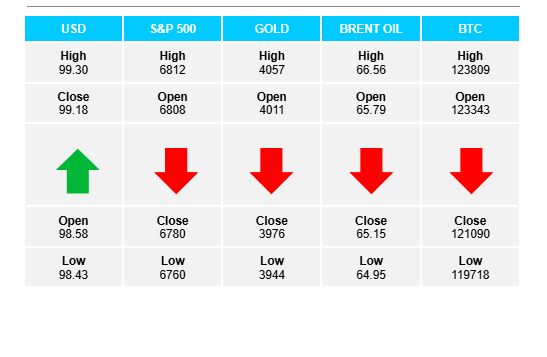 USD S&P 500 GOLD BRENT OIL BTC
High High High High High
99.30 6812 4057 66.56 123809
Close Open Open Open Open
99.18 6808 4011 65.79 123343
Open Close Close Close Close
98.58 6780 3976 65.15 121090
Low Low Low Low Low
98.43 6760 3944 64.95 119718